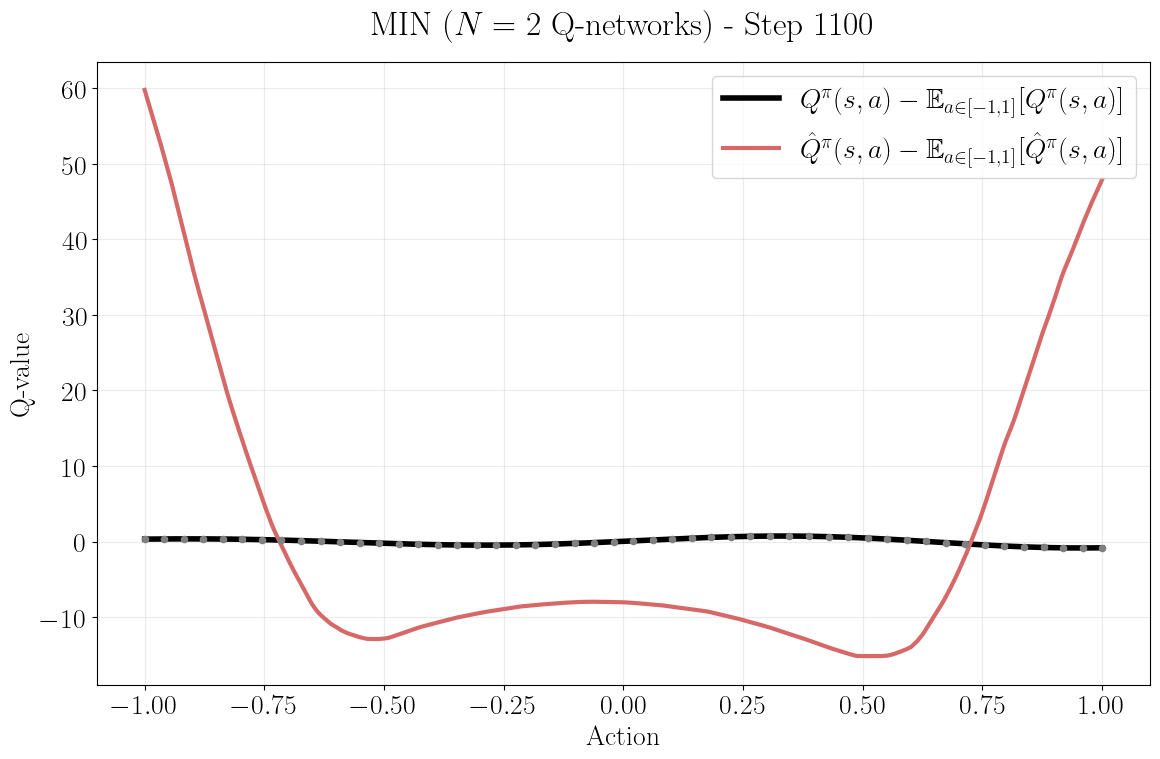 MIN (N = 2 Q-networks) - Step 1100
Q^π(s, a) − 𝔼_{a∈[−1,1]}[Q^π(s, a)]
Q̂^π(s, a) − 𝔼_{a∈[−1,1]}[Q̂^π(s, a)]
Q-value
60
50
40
30
20
10
0
−10
−1.00 −0.75 −0.50 −0.25 0.00 0.25 0.50 0.75 1.00
Action